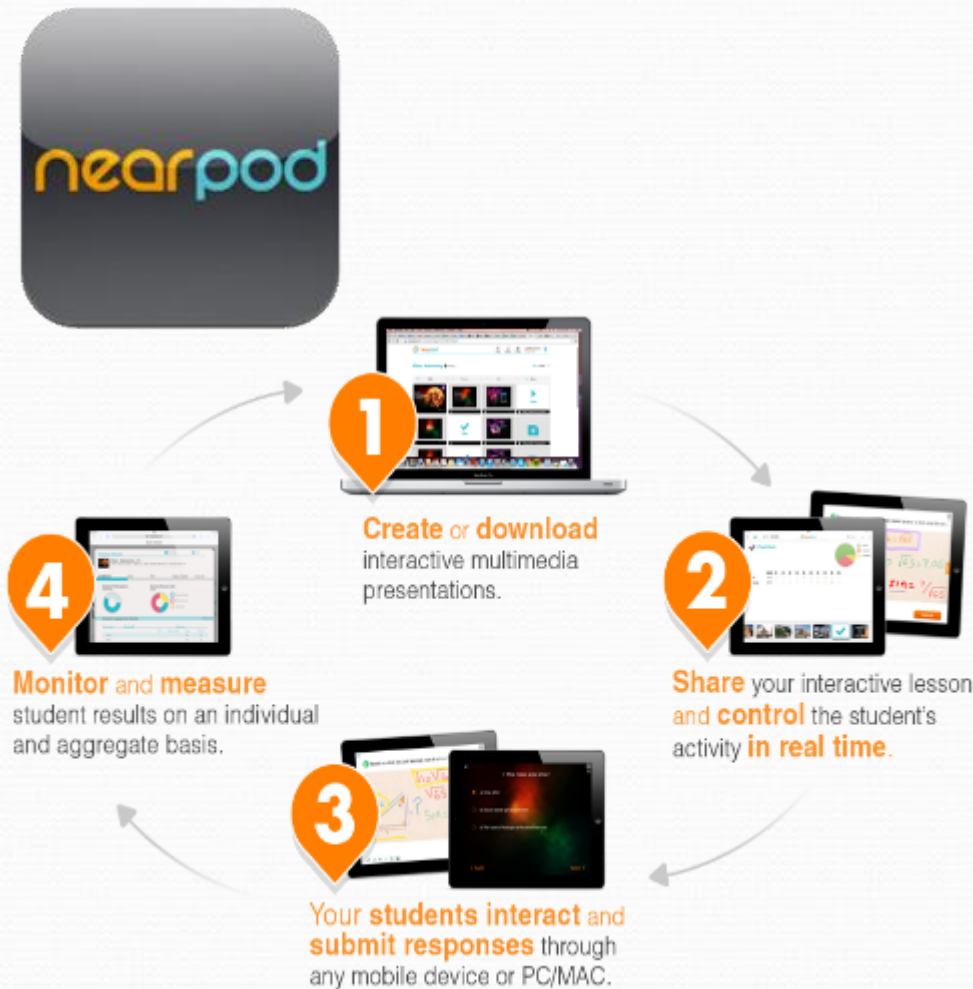 nearpod
1
Create or download
interactive multimedia
presentations.
2
Share your interactive lesson
and control the student's
activity in real time.
3
Your students interact and
submit responses through
any mobile device or PC/MAC.
4
Monitor and measure
student results on an individual
and aggregate basis.